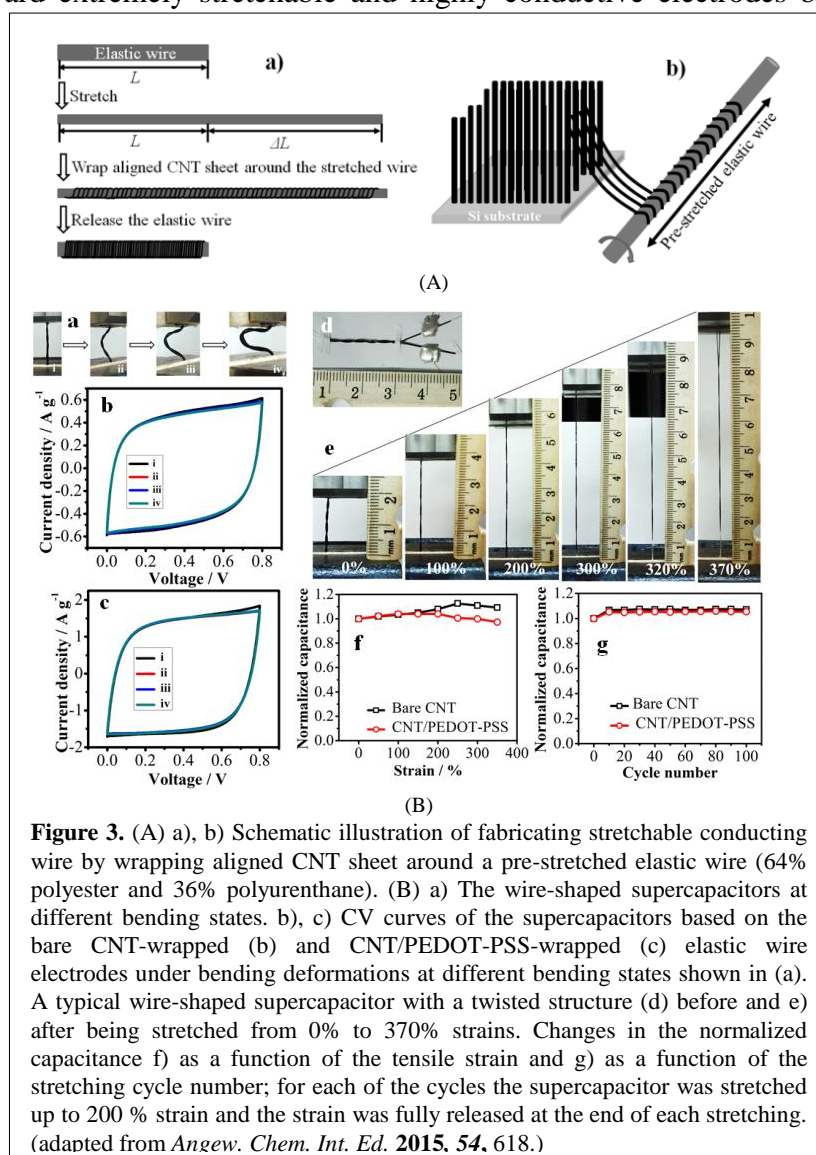 ard extremely stretchable and highly conductive electrodes b
Elastic wire
a)
b)
L
Stretch
L
ΔL
Wrap aligned CNT sheet around the stretched wire
Release the elastic wire
Si substrate
Pre-stretched elastic wire
(A)
a
i
ii
iii
iv
d
1 2 3 4 5
b
Current density / A g⁻¹
0.6
0.4
0.2
0.0
-0.2
-0.4
-0.6
i
ii
iii
iv
0.0 0.2 0.4 0.6 0.8
Voltage / V
e
0% 100% 200% 300% 320% 370%
c
Current density / A g⁻¹
2
1
0
-1
-2
i
ii
iii
iv
0.0 0.2 0.4 0.6 0.8
Voltage / V
f
Normalized capacitance
1.2
1.0
0.8
0.6
0.4
0.2
0.0
Bare CNT
CNT/PEDOT-PSS
0 100 200 300 400
Strain / %
g
Normalized capacitance
1.2
1.0
0.8
0.6
0.4
0.2
0.0
Bare CNT
CNT/PEDOT-PSS
0 20 40 60 80 100
Cycle number
(B)
Figure 3. (A) a), b) Schematic illustration of fabricating stretchable conducting
wire by wrapping aligned CNT sheet around a pre-stretched elastic wire (64%
polyester and 36% polyurenthane). (B) a) The wire-shaped supercapacitors at
different bending states. b), c) CV curves of the supercapacitors based on the
bare CNT-wrapped (b) and CNT/PEDOT-PSS-wrapped (c) elastic wire
electrodes under bending deformations at different bending states shown in (a).
A typical wire-shaped supercapacitor with a twisted structure (d) before and e)
after being stretched from 0% to 370% strains. Changes in the normalized
capacitance f) as a function of the tensile strain and g) as a function of the
stretching cycle number; for each of the cycles the supercapacitor was stretched
up to 200 % strain and the strain was fully released at the end of each stretching.
(adapted from Angew. Chem. Int. Ed. 2015, 54, 618.)